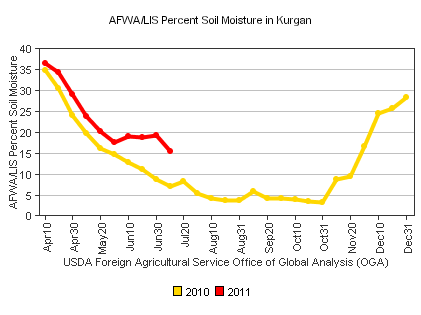 AFWA/LIS Percent Soil Moisture in Kurgan
AFWA/LIS Percent Soil Moisture
40
35
30
25
20
15
10
5
0
Apr10
Apr30
May20
Jun10
Jun30
Jul20
Aug10
Aug31
Sep20
Oct10
Oct31
Nov20
Dec10
Dec31
USDA Foreign Agricultural Service Office of Global Analysis (OGA)
2010 2011